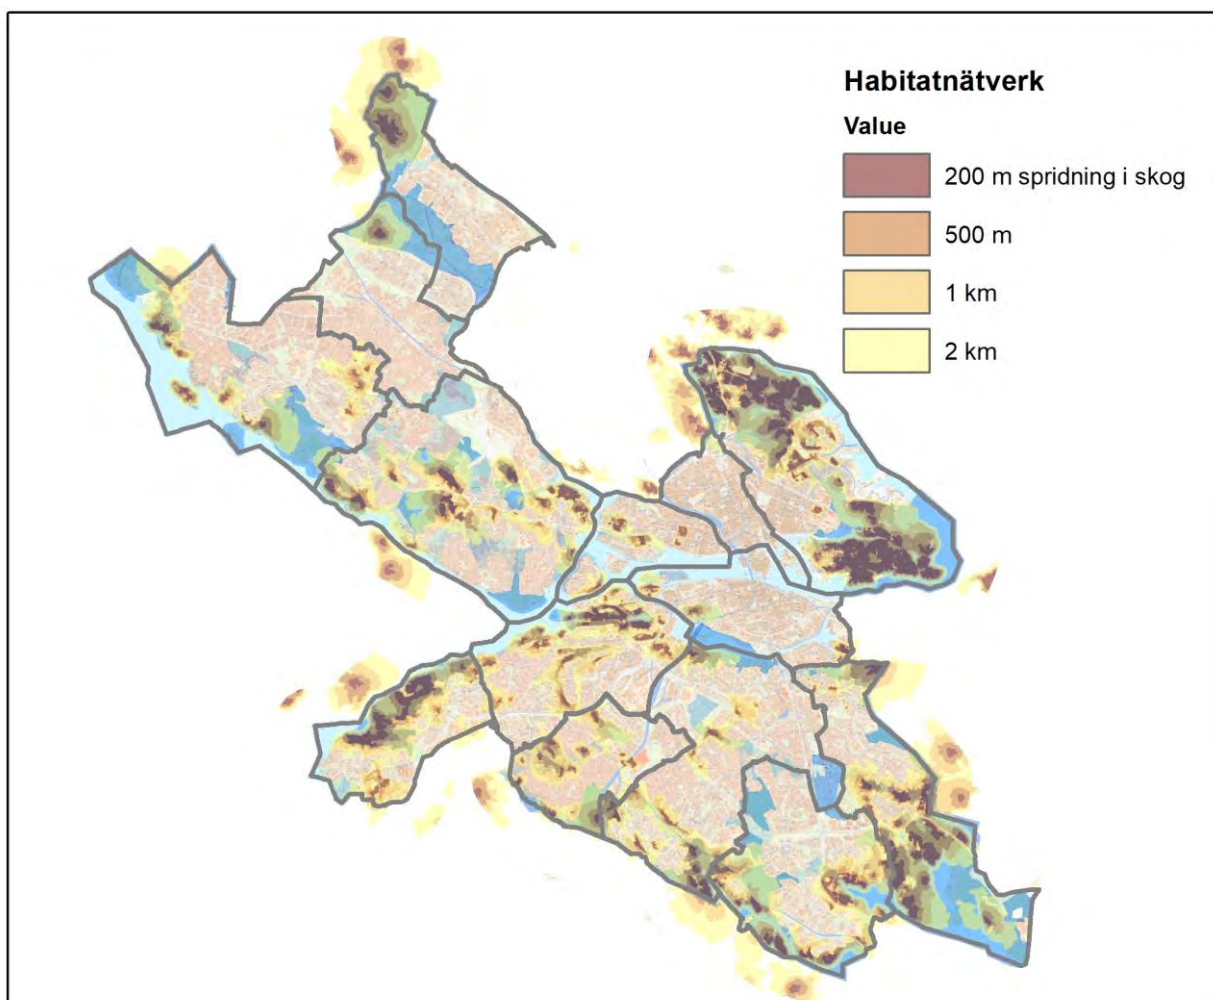 Habitatnätverk
Value
200 m spridning i skog
500 m
1 km
2 km